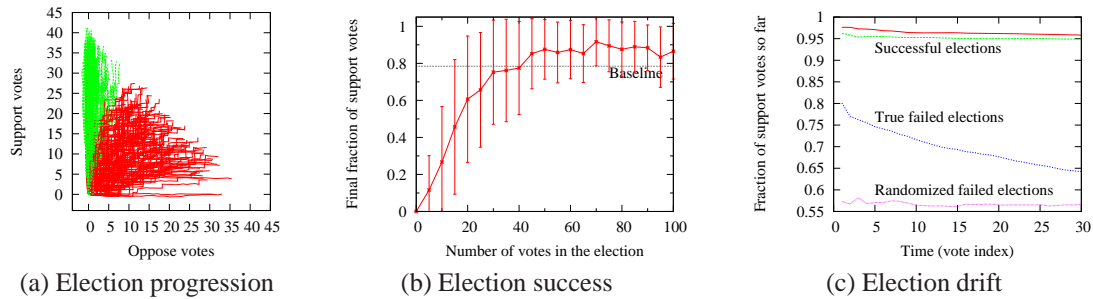 45
40
35
30
25
20
15
10
5
0
Support votes
0 5 10 15 20 25 30 35 40 45
Oppose votes
(a) Election progression
1
0.8
0.6
0.4
0.2
0
Final fraction of support votes
Baseline
0 20 40 60 80 100
Number of votes in the election
(b) Election success
1
0.95
0.9
0.85
0.8
0.75
0.7
0.65
0.6
0.55
Fraction of support votes so far
Successful elections
True failed elections
Randomized failed elections
0 5 10 15 20 25 30
Time (vote index)
(c) Election drift